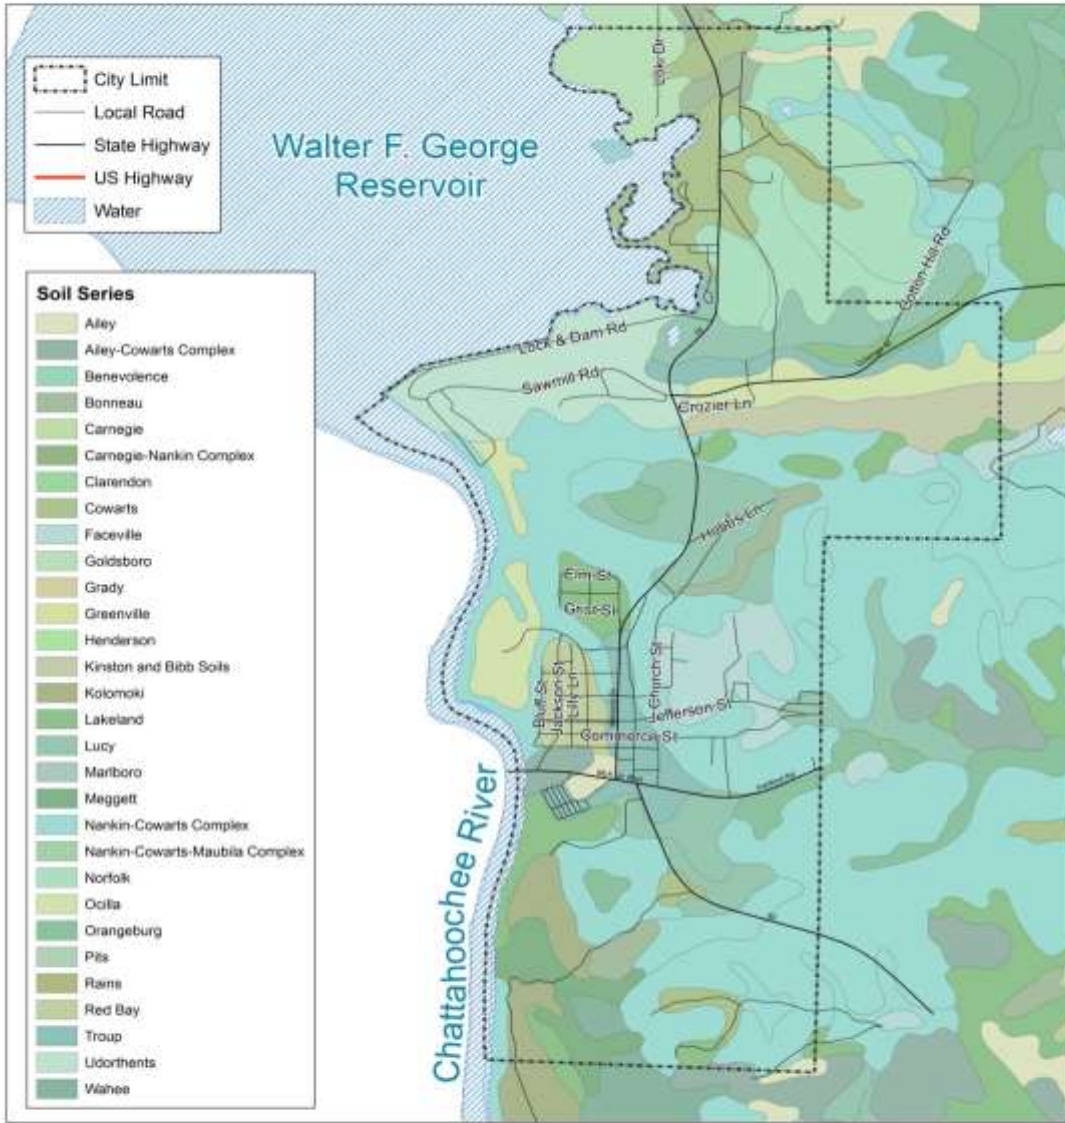 City Limit
Local Road
State Highway
US Highway
Water
Walter F. George
Reservoir
Soil Series
Ailey
Ailey-Cowarts Complex
Benevolence
Bonneau
Carnegie
Carnegie-Nankin Complex
Clarendon
Cowarts
Faceville
Goldsboro
Grady
Greenville
Henderson
Kinston and Bibb Soils
Kolomoki
Lakeland
Lucy
Marlboro
Meggett
Nankin-Cowarts Complex
Nankin-Cowarts-Maubila Complex
Norfolk
Ocilla
Orangeburg
Pits
Rains
Red Bay
Troup
Udorthents
Wahee
Cotton Hill Rd
Lock & Dam Rd
Sawmill Rd
Crozier Ln
Hobbs Ln
Elm St
Grist St
Church St
Bluff St
Jackson St
Lilly Ln
Jefferson St
Commerce St
Chattahoochee River